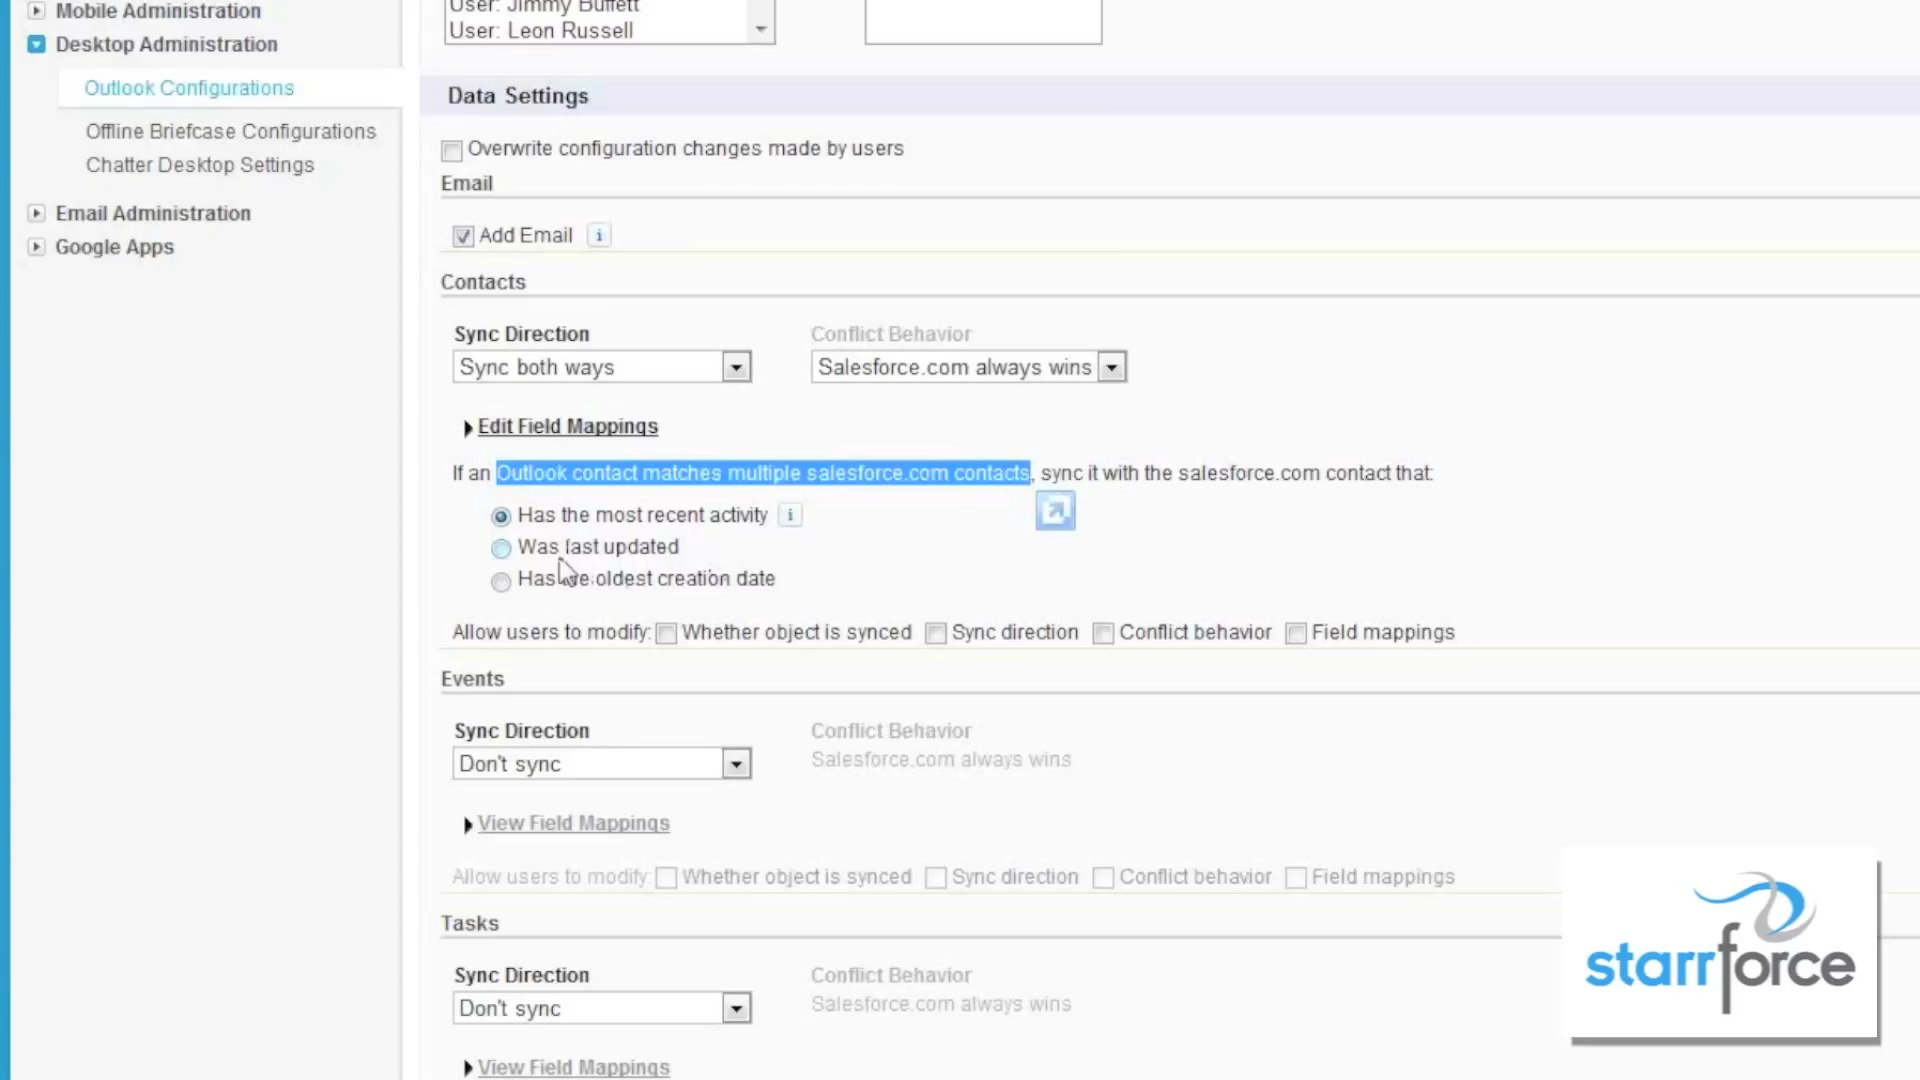 Mobile Administration
Desktop Administration
Outlook Configurations
Offline Briefcase Configurations
Chatter Desktop Settings
Email Administration
Google Apps
User: Jimmy Buffett
User: Leon Russell
Data Settings
Overwrite configuration changes made by users
Email
Add Email i
Contacts
Sync Direction Conflict Behavior
Sync both ways Salesforce.com always wins
Edit Field Mappings
If an Outlook contact matches multiple salesforce.com contacts, sync it with the salesforce.com contact that:
Has the most recent activity i
Was last updated
Has the oldest creation date
Allow users to modify: Whether object is synced Sync direction Conflict behavior Field mappings
Events
Sync Direction Conflict Behavior
Don't sync Salesforce.com always wins
View Field Mappings
Allow users to modify: Whether object is synced Sync direction Conflict behavior Field mappings
Tasks
Sync Direction Conflict Behavior
Don't sync Salesforce.com always wins
View Field Mappings
starrforce